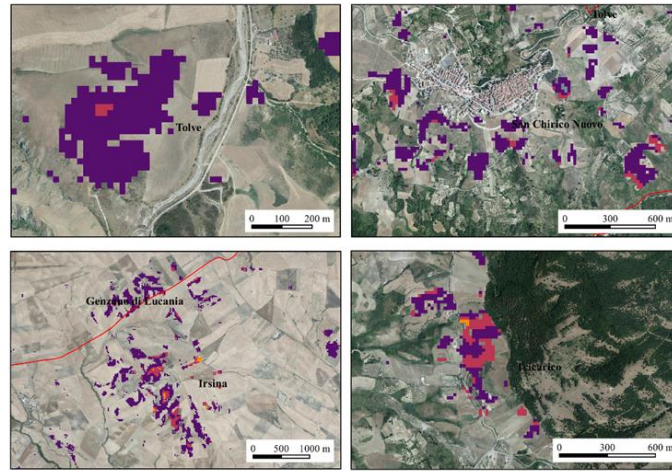 Tolve
0 100 200 m
Tolve
San Chirico Nuovo
0 300 600 m
Genzano di Lucania
Irsina
0 500 1000 m
Tricarico
0 300 600 m